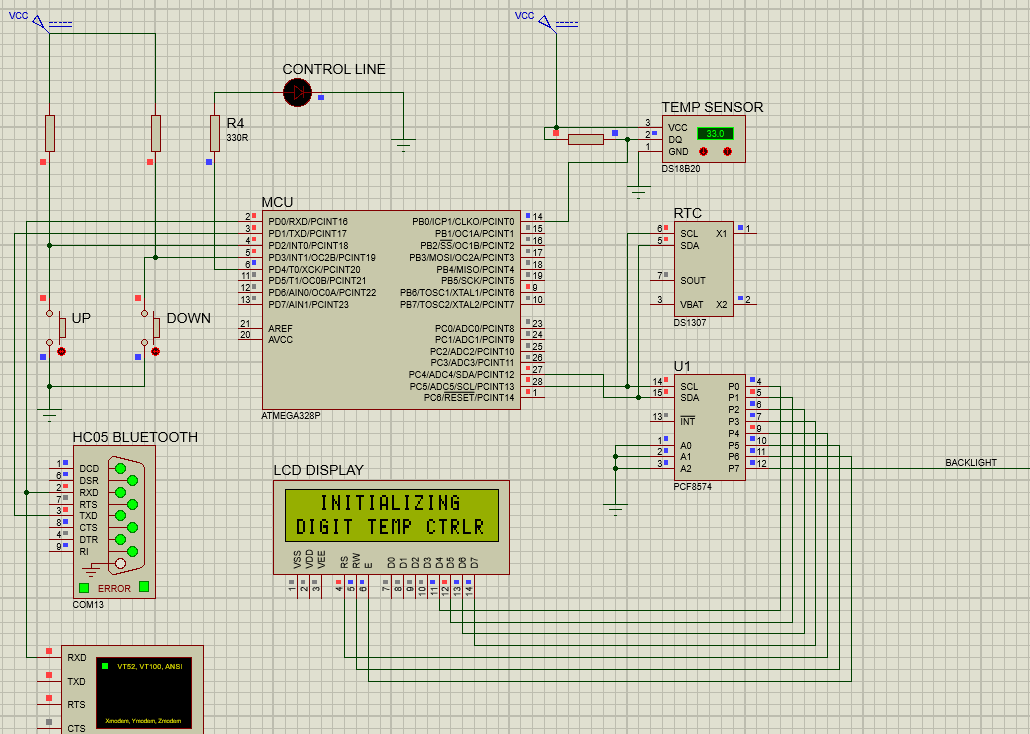 VCC
VCC
CONTROL LINE
R4
330R
TEMP SENSOR
3 VCC
2 DQ
1 GND
33.0
DS18B20
MCU
2 PD0/RXD/PCINT16
3 PD1/TXD/PCINT17
4 PD2/INT0/PCINT18
5 PD3/INT1/OC2B/PCINT19
6 PD4/T0/XCK/PCINT20
11 PD5/T1/OC0B/PCINT21
12 PD6/AIN0/OC0A/PCINT22
13 PD7/AIN1/PCINT23
21 AREF
20 AVCC
PB0/ICP1/CLKO/PCINT0 14
PB1/OC1A/PCINT1 15
PB2/SS/OC1B/PCINT2 16
PB3/MOSI/OC2A/PCINT3 17
PB4/MISO/PCINT4 18
PB5/SCK/PCINT5 19
PB6/TOSC1/XTAL1/PCINT6 9
PB7/TOSC2/XTAL2/PCINT7 10
PC0/ADC0/PCINT8 23
PC1/ADC1/PCINT9 24
PC2/ADC2/PCINT10 25
PC3/ADC3/PCINT11 26
PC4/ADC4/SDA/PCINT12 27
PC5/ADC5/SCL/PCINT13 28
PC6/RESET/PCINT14 1
ATMEGA328P
RTC
6 SCL X1 1
5 SDA
7 SOUT
3 VBAT X2 2
DS1307
UP
DOWN
U1
14 SCL P0 4
15 SDA P1 5
P2 6
13 INT P3 7
P4 9
1 A0 P5 10
2 A1 P6 11
3 A2 P7 12
PCF8574
BACKLIGHT
HC05 BLUETOOTH
1 DCD
6 DSR
2 RXD
7 RTS
3 TXD
8 CTS
4 DTR
9 RI
ERROR
COM13
LCD DISPLAY
INITIALIZING
DIGIT TEMP CTRLR
VSS VDD VEE RS RW E D0 D1 D2 D3 D4 D5 D6 D7
1 2 3 4 5 6 7 8 9 10 11 12 13 14
RXD
TXD
RTS
CTS
VT52, VT100, ANSI
Xmodem, Ymodem, Zmodem